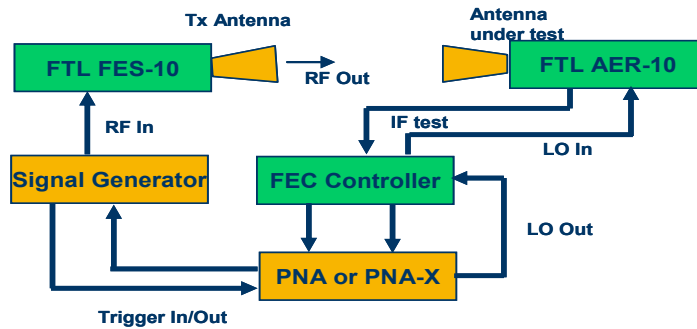 Tx Antenna
Antenna
under test
FTL FES-10
RF Out
FTL AER-10
RF In
IF test
LO In
Signal Generator
FEC Controller
LO Out
PNA or PNA-X
Trigger In/Out